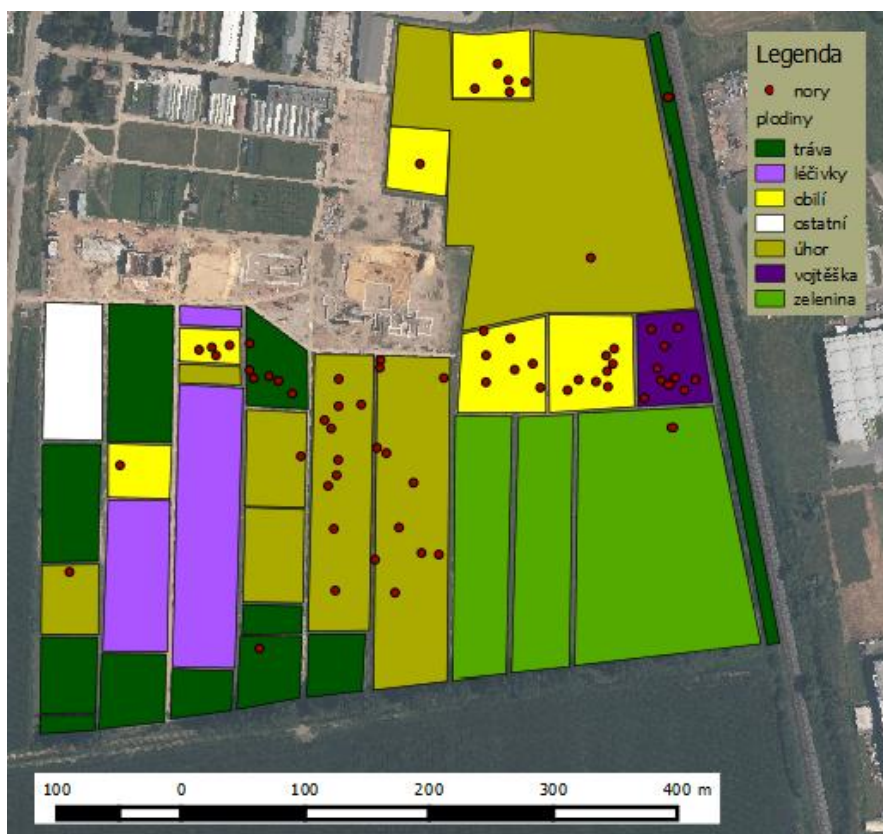 Legenda
nory
plodiny
tráva
léčivky
obilí
ostatní
úhor
vojtěška
zelenina
100 0 100 200 300 400 m